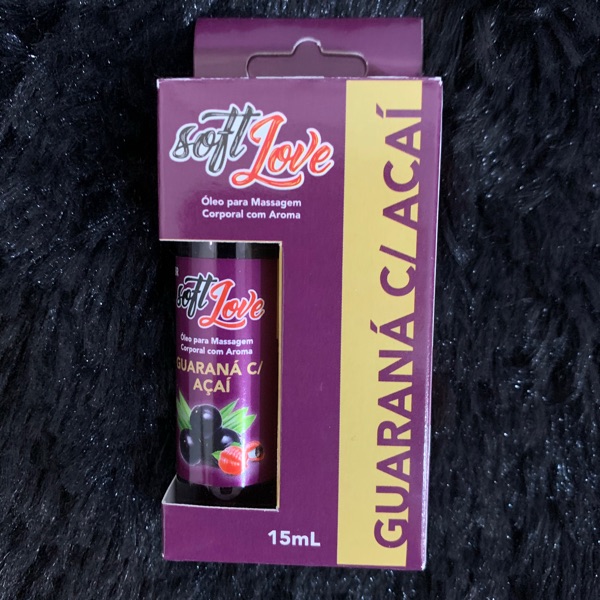 soft Love
Óleo para Massagem
Corporal com Aroma
soft Love
Óleo para Massagem
Corporal com Aroma
GUARANÁ C/
AÇAÍ
15mL
GUARANÁ C/ AÇAÍ